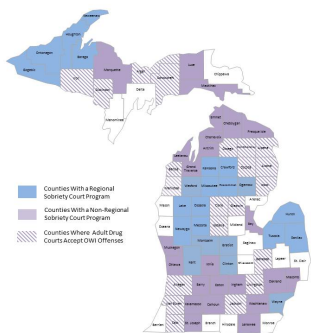 Keweenaw
Houghton
Ontonagon
Baraga
Gogebic
Marquette
Luce
Iron
Alger
Chippewa
Schoolcraft
Mackinac
Dickinson
Delta
Menominee
Emmet
Cheboygan
Presque Isle
Charlevoix
Antrim
Otsego
Alpena
Leelanau
Grand Traverse
Kalkaska
Crawford
Oscoda
Alcona
Benzie
Manistee
Wexford
Missaukee
Roscommon
Ogemaw
Iosco
Mason
Lake
Osceola
Clare
Gladwin
Arenac
Oceana
Newaygo
Mecosta
Isabella
Midland
Bay
Huron
Muskegon
Montcalm
Gratiot
Saginaw
Tuscola
Sanilac
Ottawa
Kent
Ionia
Clinton
Shiawassee
Genesee
Lapeer
St. Clair
Allegan
Barry
Eaton
Ingham
Livingston
Oakland
Macomb
Van Buren
Kalamazoo
Calhoun
Jackson
Washtenaw
Wayne
Berrien
Cass
St. Joseph
Branch
Hillsdale
Lenawee
Monroe
Counties With a Regional
Sobriety Court Program
Counties With a Non-Regional
Sobriety Court Program
Counties Where Adult Drug
Courts Accept OWI Offenses